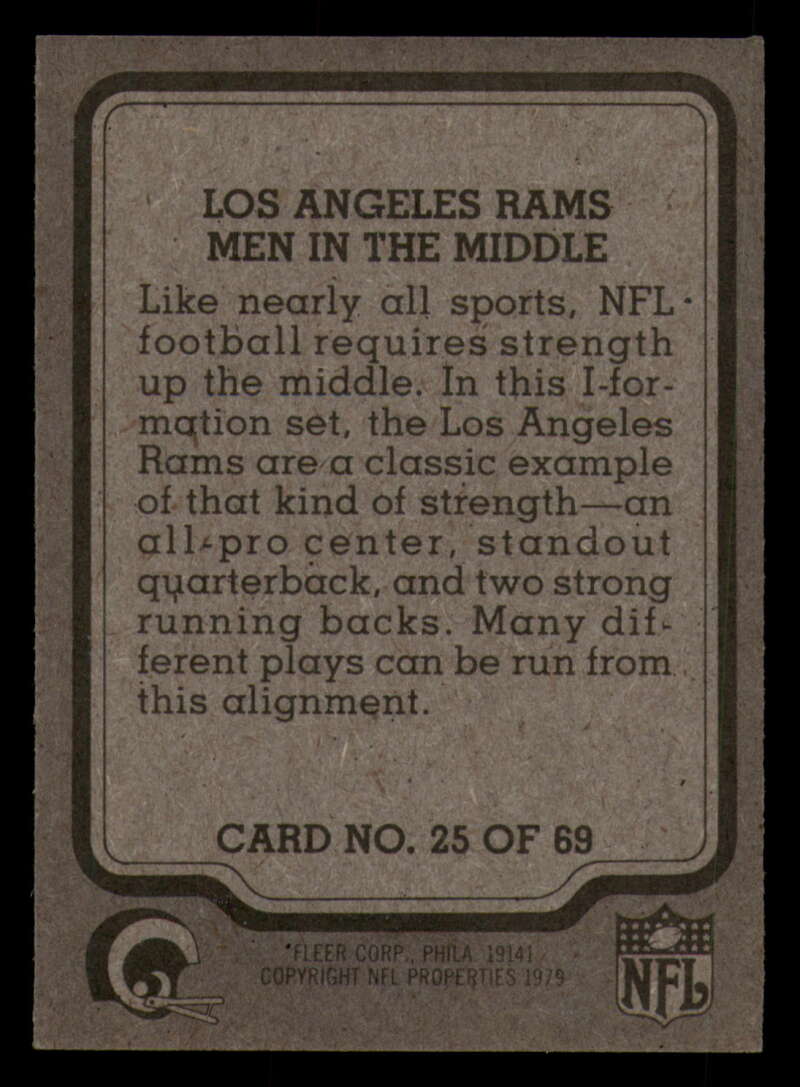 LOS ANGELES RAMS
MEN IN THE MIDDLE
Like nearly all sports, NFL
football requires strength
up the middle. In this I-for-
mation set, the Los Angeles
Rams are a classic example
of that kind of strength—an
all-pro center, standout
quarterback, and two strong
running backs. Many dif-
ferent plays can be run from
this alignment.
CARD NO. 25 OF 69
*FLEER CORP., PHILA. 19141
COPYRIGHT NFL PROPERTIES 1979
NFL